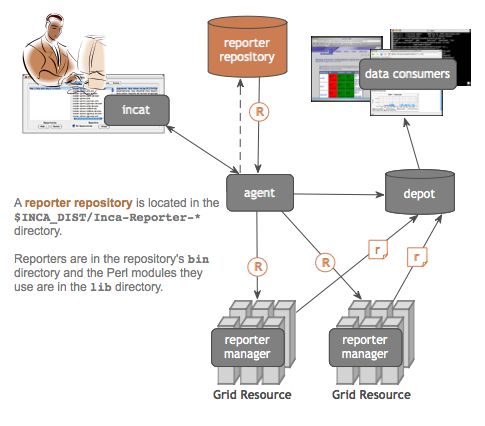 reporter
repository
data consumers
incat
R
agent
depot
A reporter repository is located in the
$INCA_DIST/Inca-Reporter-*
directory.
Reporters are in the repository's bin
directory and the Perl modules they
use are in the lib directory.
R
R
r
r
reporter
manager
reporter
manager
Grid Resource
Grid Resource